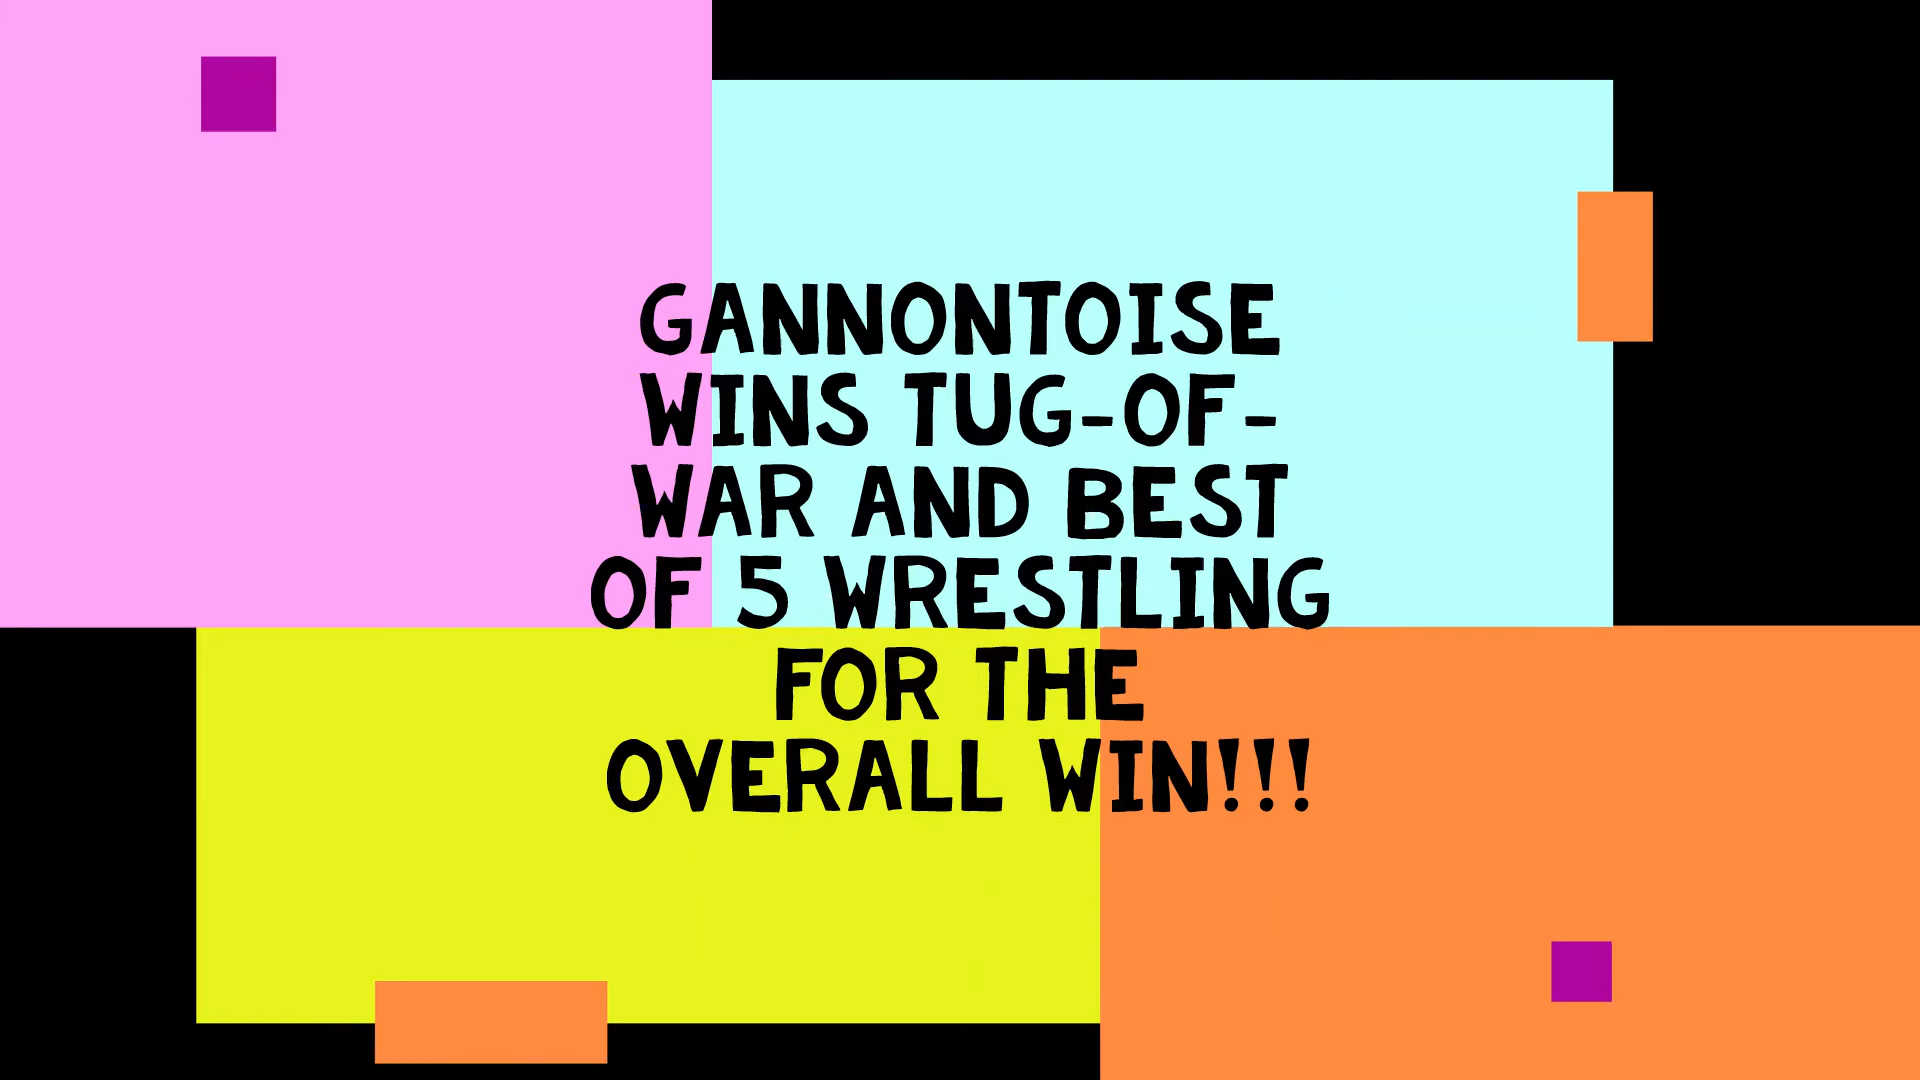 GANNONTOISE
WINS TUG-OF-
WAR AND BEST
OF 5 WRESTLING
FOR THE
OVERALL WIN!!!